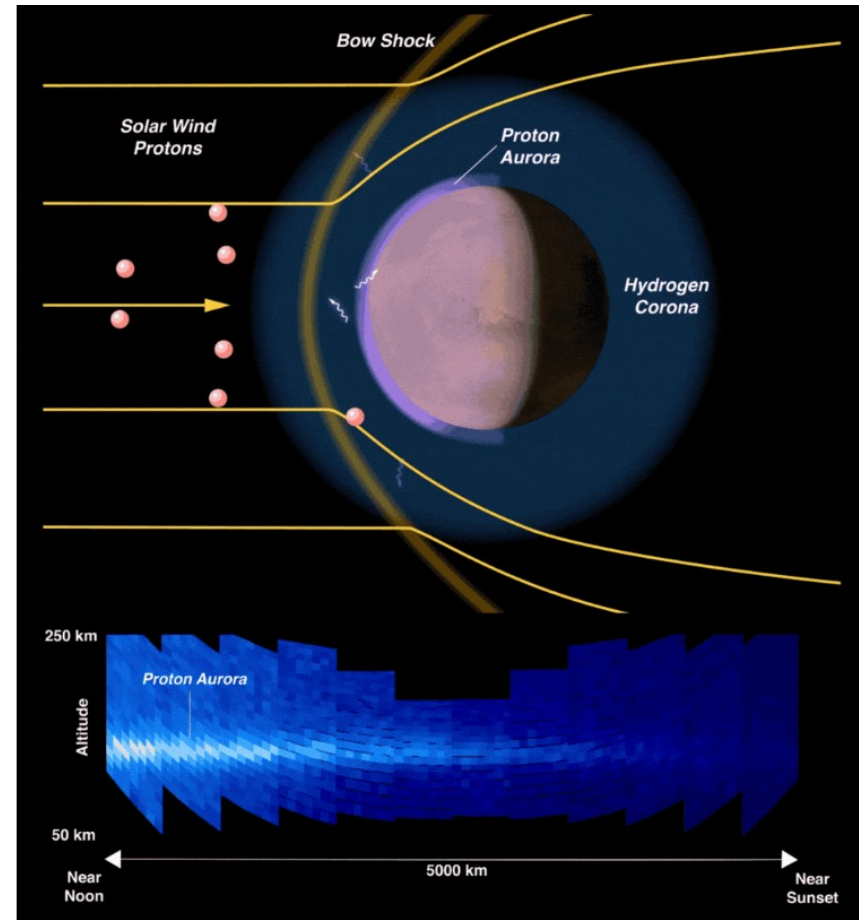 Bow Shock
Solar Wind
Protons
Proton
Aurora
Hydrogen
Corona
250 km
Proton Aurora
Altitude
50 km
5000 km
Near
Noon
Near
Sunset